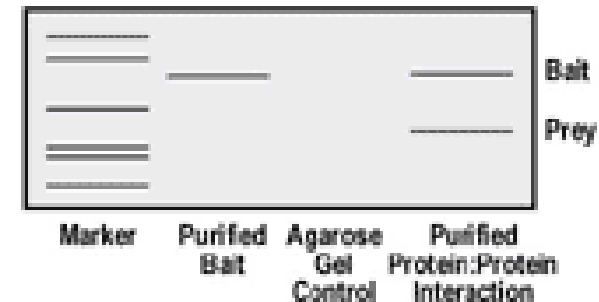 Bait
Prey
Marker
Purified
Bait
Agarose
Gel
Control
Purified
Protein:Protein
Interaction